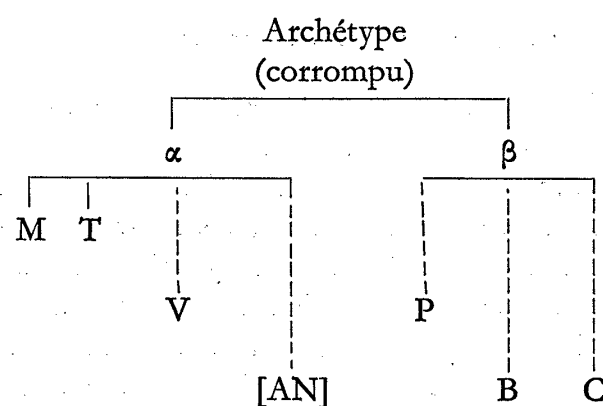 Archétype
(corrompu)
α β
M T
V P
[AN] B C